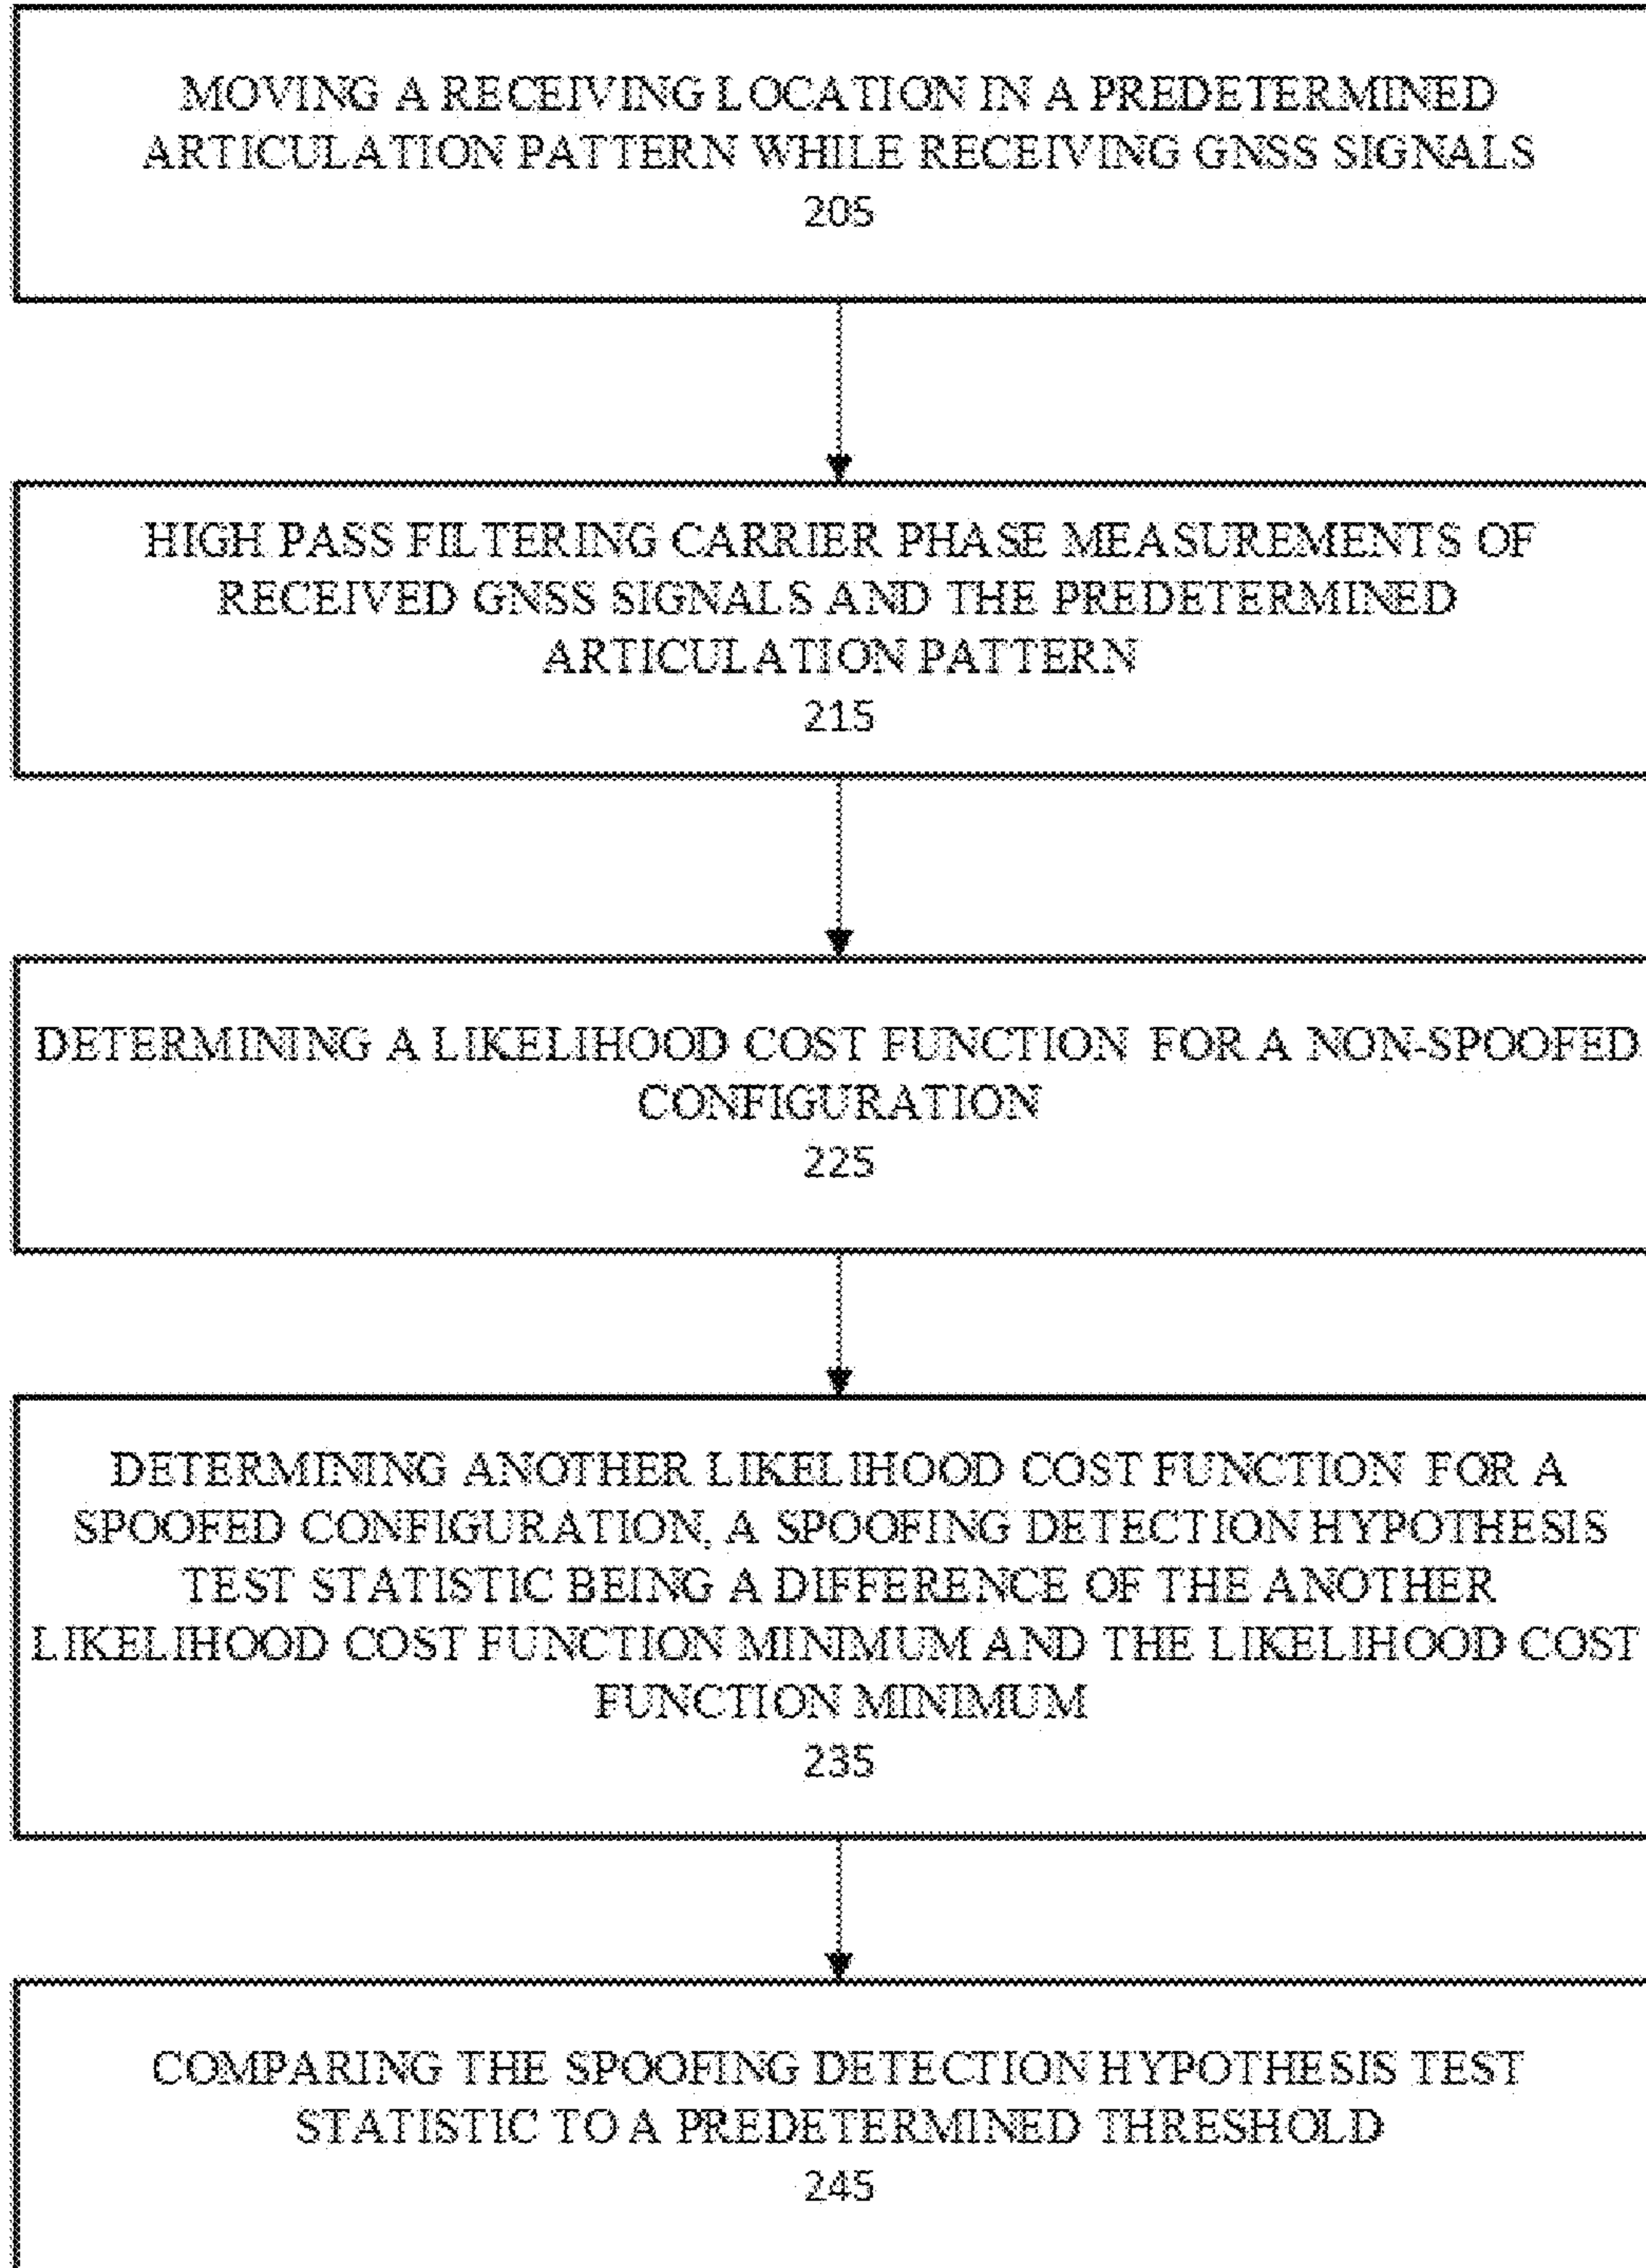 MOVING A RECEIVING LOCATION IN A PREDETERMINED
ARTICULATION PATTERN WHILE RECEIVING GNSS SIGNALS
205
HIGH PASS FILTERING CARRIER PHASE MEASUREMENTS OF
RECEIVED GNSS SIGNALS AND THE PREDETERMINED
ARTICULATION PATTERN
215
DETERMINING A LIKELIHOOD COST FUNCTION FOR A NON-SPOOFED
CONFIGURATION
225
DETERMINING ANOTHER LIKELIHOOD COST FUNCTION FOR A
SPOOFED CONFIGURATION, A SPOOFING DETECTION HYPOTHESIS
TEST STATISTIC BEING A DIFFERENCE OF THE ANOTHER
LIKELIHOOD COST FUNCTION MINIMUM AND THE LIKELIHOOD COST
FUNCTION MINIMUM
235
COMPARING THE SPOOFING DETECTION HYPOTHESIS TEST
STATISTIC TO A PREDETERMINED THRESHOLD
245